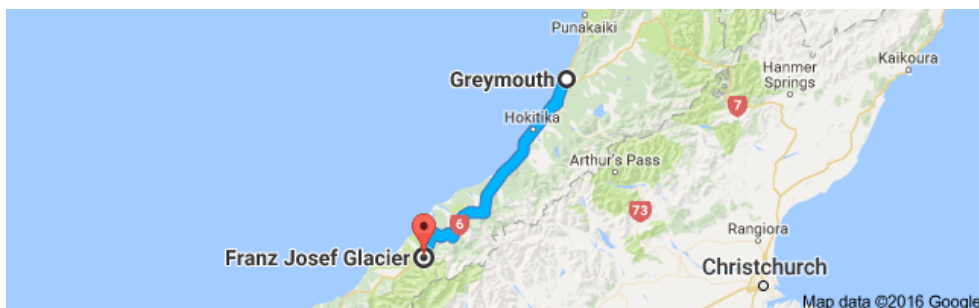 Punakaiki
Greymouth
Hanmer
Springs
Kaikoura
7
Hokitika
Arthur's Pass
6
73
Rangiora
Franz Josef Glacier
Christchurch
Map data ©2016 Google